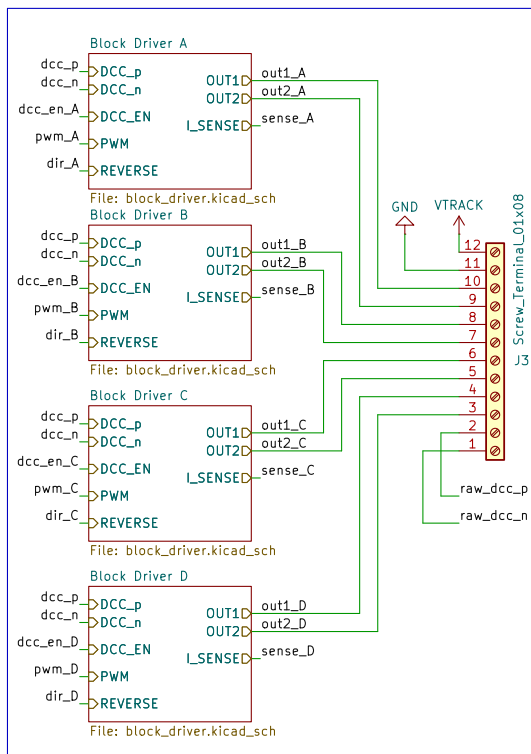 Block Driver A
dcc_p
DCC_p
dcc_n
DCC_n
OUT1
out1_A
OUT2
out2_A
dcc_en_A
DCC_EN
I_SENSE
sense_A
pwm_A
PWM
dir_A
REVERSE
File: block_driver.kicad_sch
Block Driver B
dcc_p
DCC_p
dcc_n
DCC_n
OUT1
out1_B
OUT2
out2_B
dcc_en_B
DCC_EN
I_SENSE
sense_B
pwm_B
PWM
dir_B
REVERSE
File: block_driver.kicad_sch
Block Driver C
dcc_p
DCC_p
dcc_n
DCC_n
OUT1
out1_C
OUT2
out2_C
dcc_en_C
DCC_EN
I_SENSE
sense_C
pwm_C
PWM
dir_C
REVERSE
File: block_driver.kicad_sch
Block Driver D
dcc_p
DCC_p
dcc_n
DCC_n
OUT1
out1_D
OUT2
out2_D
dcc_en_D
DCC_EN
I_SENSE
sense_D
pwm_D
PWM
dir_D
REVERSE
File: block_driver.kicad_sch
GND
VTRACK
12
11
10
9
8
7
6
5
4
3
2
1
Screw_Terminal_01x08
J3
raw_dcc_p
raw_dcc_n